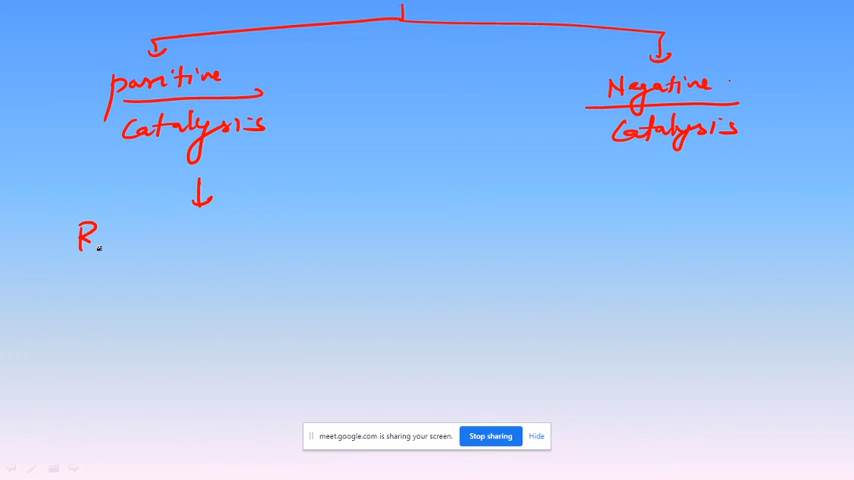 Positive
Catalysis
Negative
Catalysis
R
meet.google.com is sharing your screen.
Stop sharing
Hide